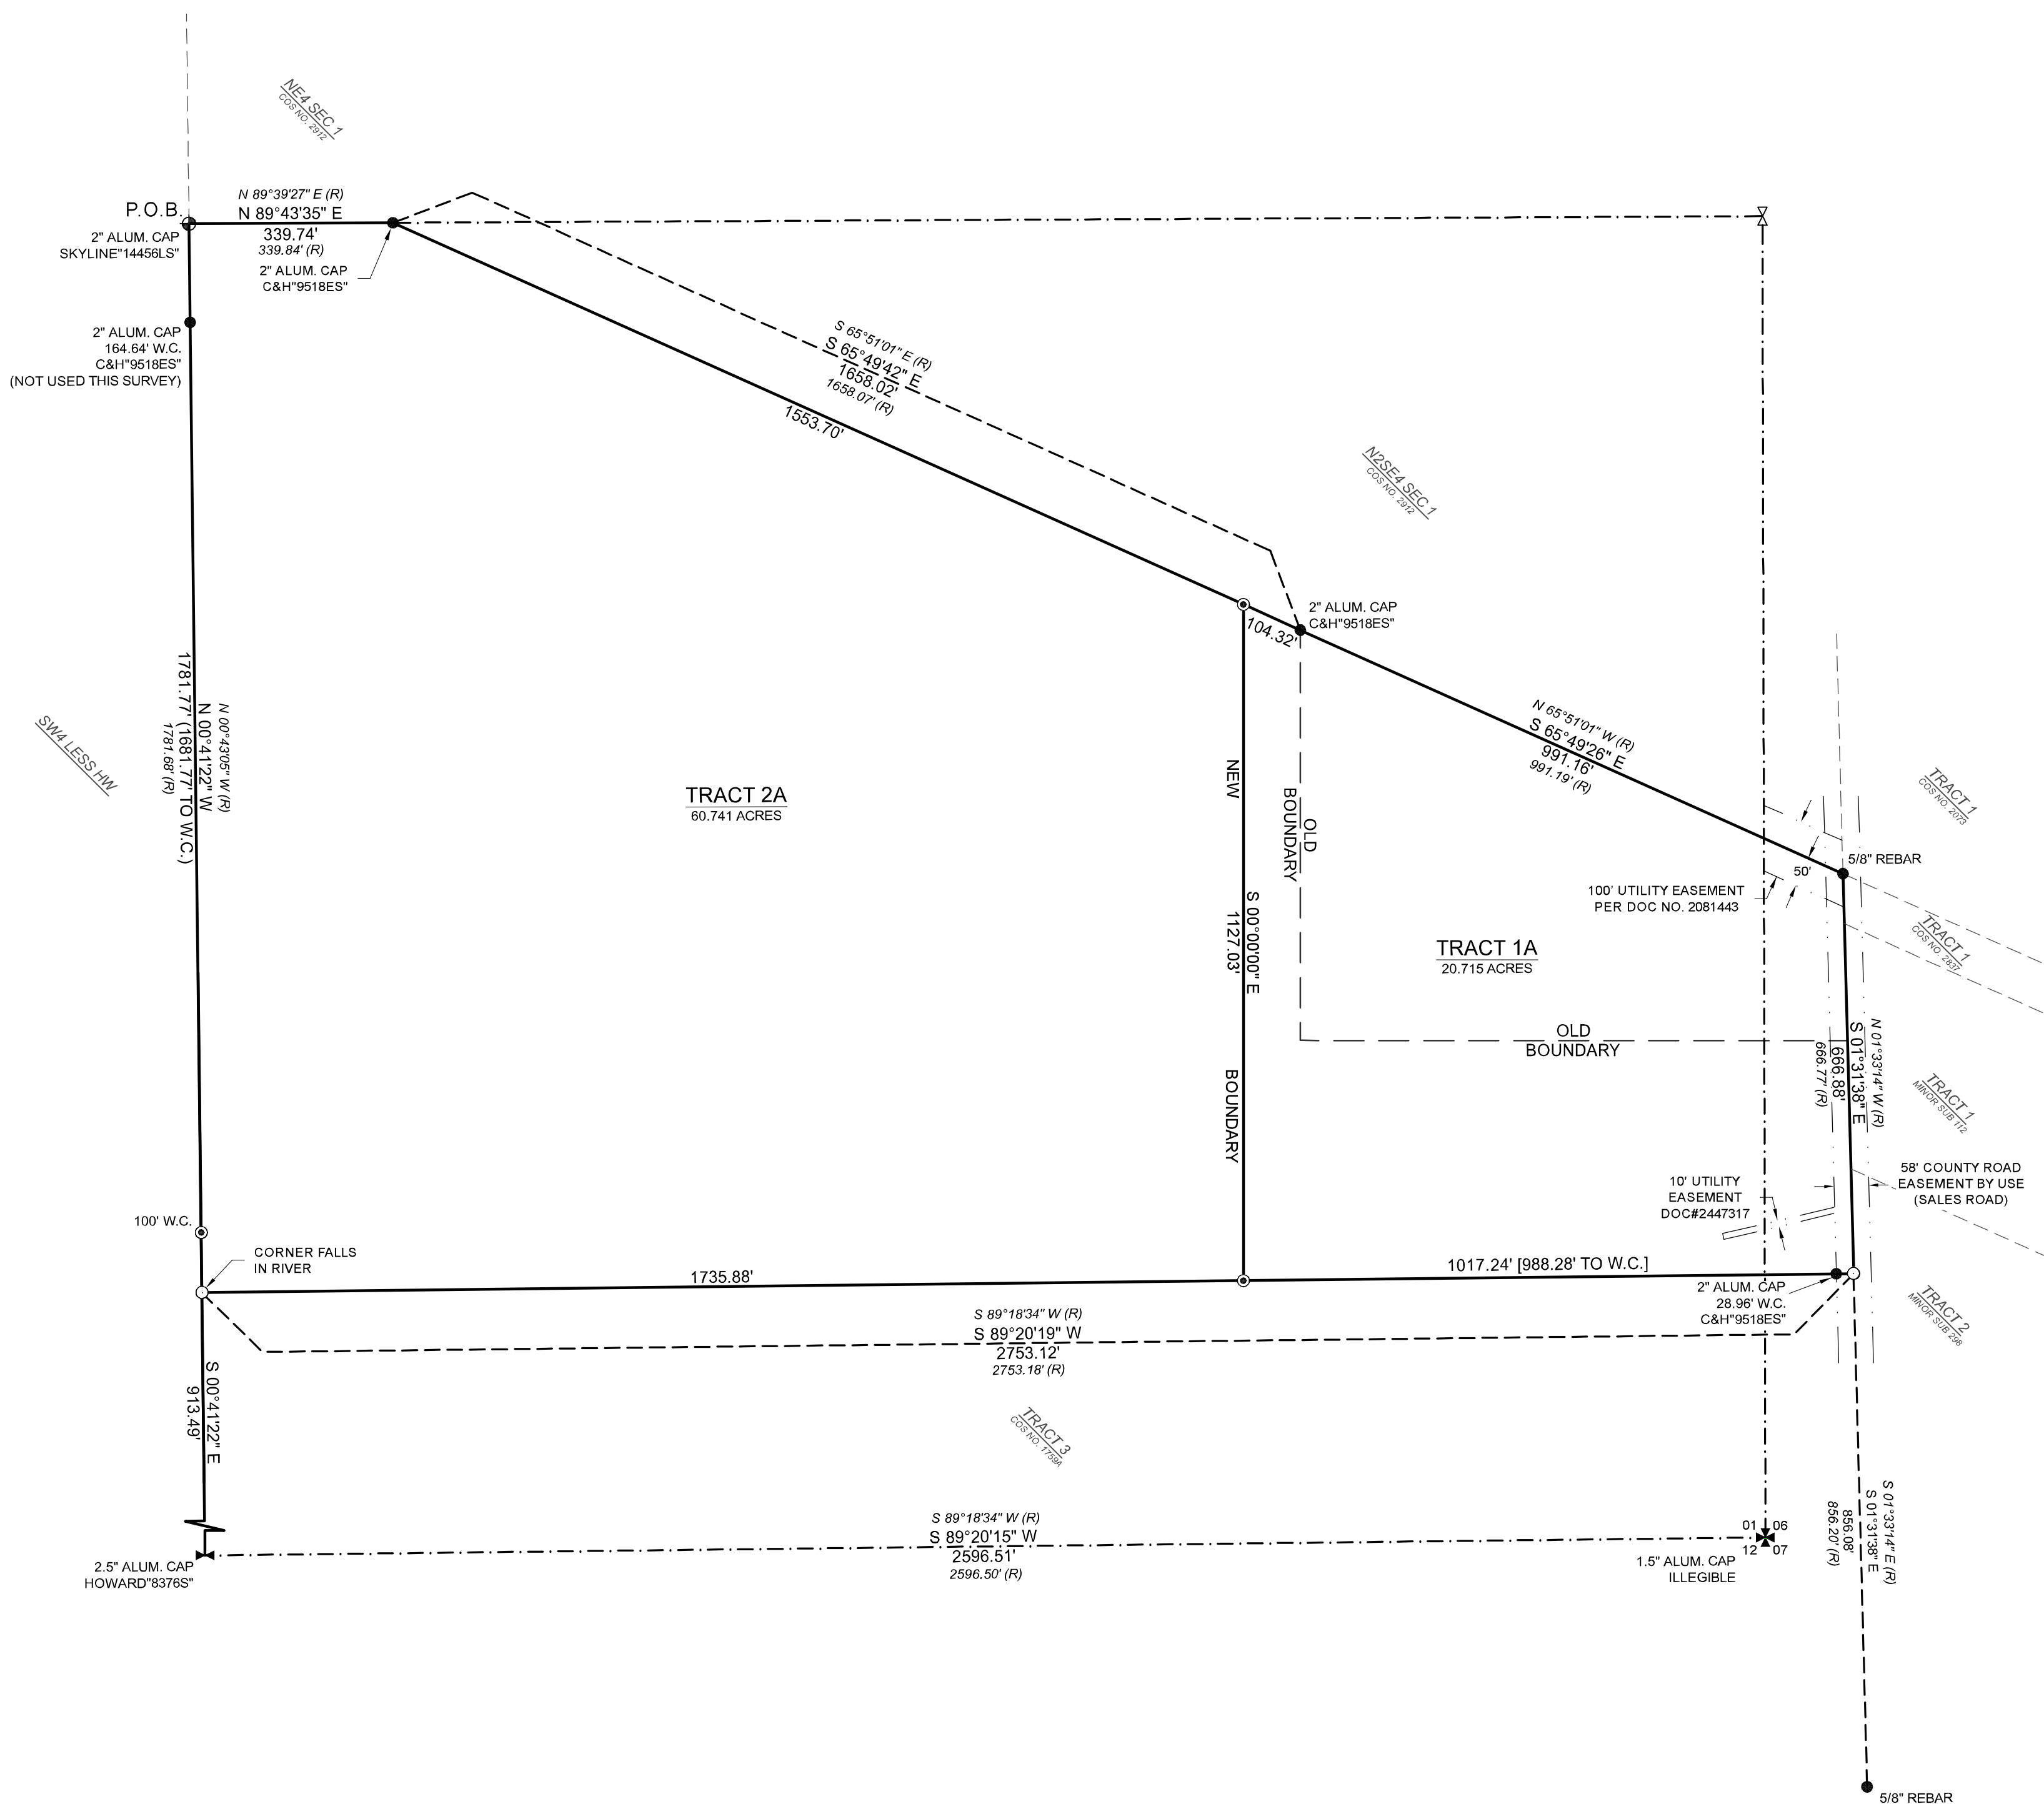 NE4 SEC 1
COS NO. 2912
P.O.B.
2" ALUM. CAP
SKYLINE"14456LS"
N 89°39'27" E (R)
N 89°43'35" E
339.74'
339.84' (R)
2" ALUM. CAP
C&H"9518ES"
2" ALUM. CAP
164.64' W.C.
C&H"9518ES"
(NOT USED THIS SURVEY)
S 65°51'01" E (R)
S 65°49'42" E
1658.02'
1658.07' (R)
1553.70'
N2SE4 SEC 1
COS NO. 2912
2" ALUM. CAP
C&H"9518ES"
104.32'
N 65°51'01" W (R)
S 65°49'26" E
991.16'
991.19' (R)
N 00°43'05" W (R)
N 00°41'22" W
1781.77' (1681.77' TO W.C.)
1781.68' (R)
SW4 LESS HW
TRACT 2A
60.741 ACRES
NEW
BOUNDARY
S 00°00'00" E
1127.03'
OLD
BOUNDARY
TRACT 1
COS NO. 2073
5/8" REBAR
50'
100' UTILITY EASEMENT
PER DOC NO. 2081443
TRACT 1
COS NO. 2837
TRACT 1A
20.715 ACRES
OLD
BOUNDARY
N 01°33'14" W (R)
S 01°31'38" E
666.88'
666.77' (R)
TRACT 1
MINOR SUB 112
58' COUNTY ROAD
EASEMENT BY USE
(SALES ROAD)
10' UTILITY
EASEMENT
DOC#2447317
100' W.C.
CORNER FALLS
IN RIVER
1735.88'
1017.24' [988.28' TO W.C.]
2" ALUM. CAP
28.96' W.C.
C&H"9518ES"
TRACT 2
MINOR SUB 298
S 89°18'34" W (R)
S 89°20'19" W
2753.12'
2753.18' (R)
S 00°41'22" E
913.49'
TRACT 3
COS NO. 1759A
S 89°18'34" W (R)
S 89°20'15" W
2596.51'
2596.50' (R)
2.5" ALUM. CAP
HOWARD"8376S"
01 06
12 07
1.5" ALUM. CAP
ILLEGIBLE
S 01°33'14" E (R)
S 01°31'38" E
856.08'
856.20' (R)
5/8" REBAR